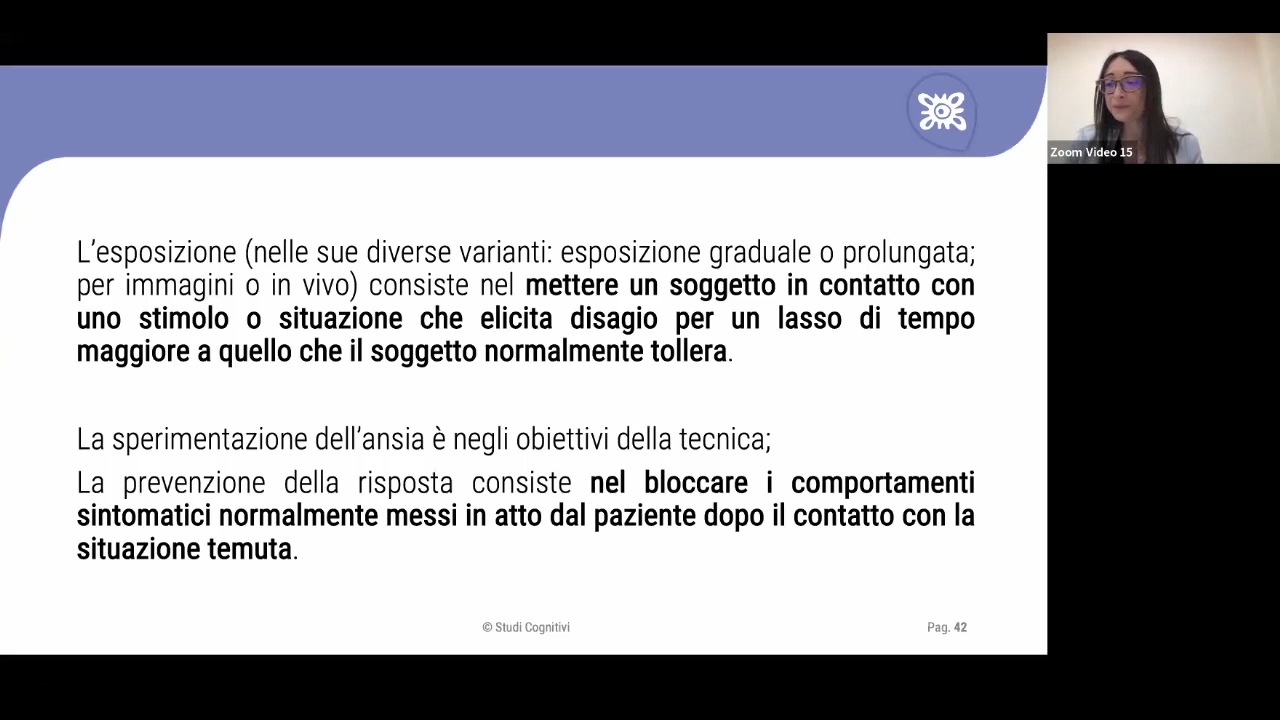 L'esposizione (nelle sue diverse varianti: esposizione graduale o prolungata;
per immagini o in vivo) consiste nel mettere un soggetto in contatto con
uno stimolo o situazione che elicita disagio per un lasso di tempo
maggiore a quello che il soggetto normalmente tollera.
La sperimentazione dell'ansia è negli obiettivi della tecnica;
La prevenzione della risposta consiste nel bloccare i comportamenti
sintomatici normalmente messi in atto dal paziente dopo il contatto con la
situazione temuta.
© Studi Cognitivi
Pag. 42
Zoom Video 15